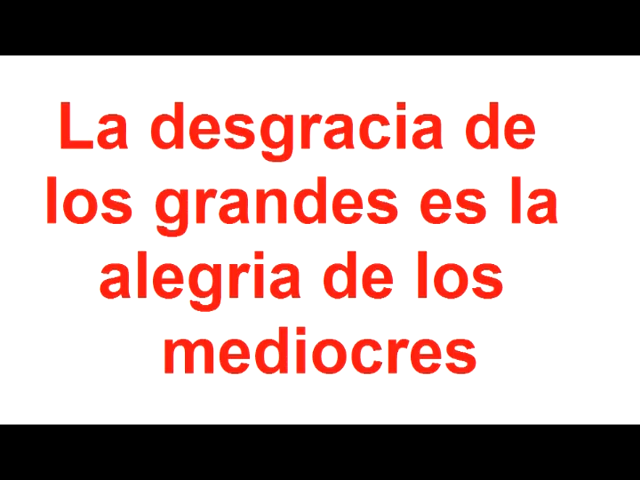 La desgracia de
los grandes es la
alegria de los
mediocres